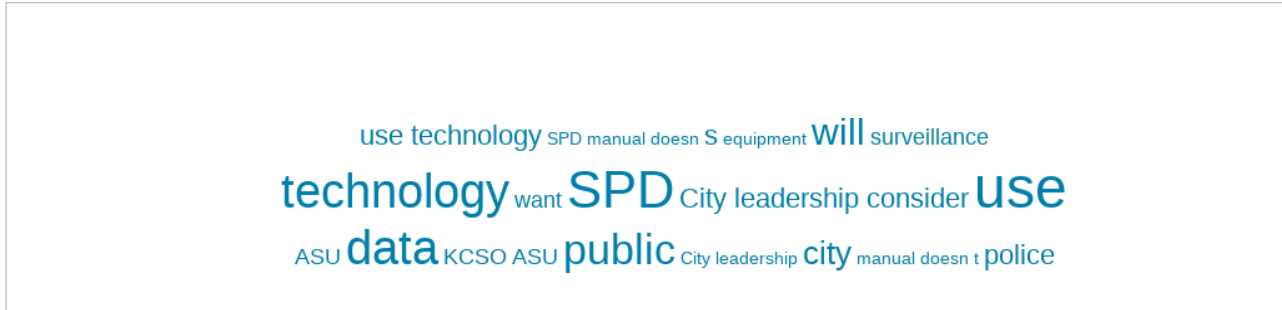 use technology SPD manual doesn s equipment will surveillance
technology want SPD City leadership consider use
ASU data KCSO ASU public City leadership city manual doesn t police